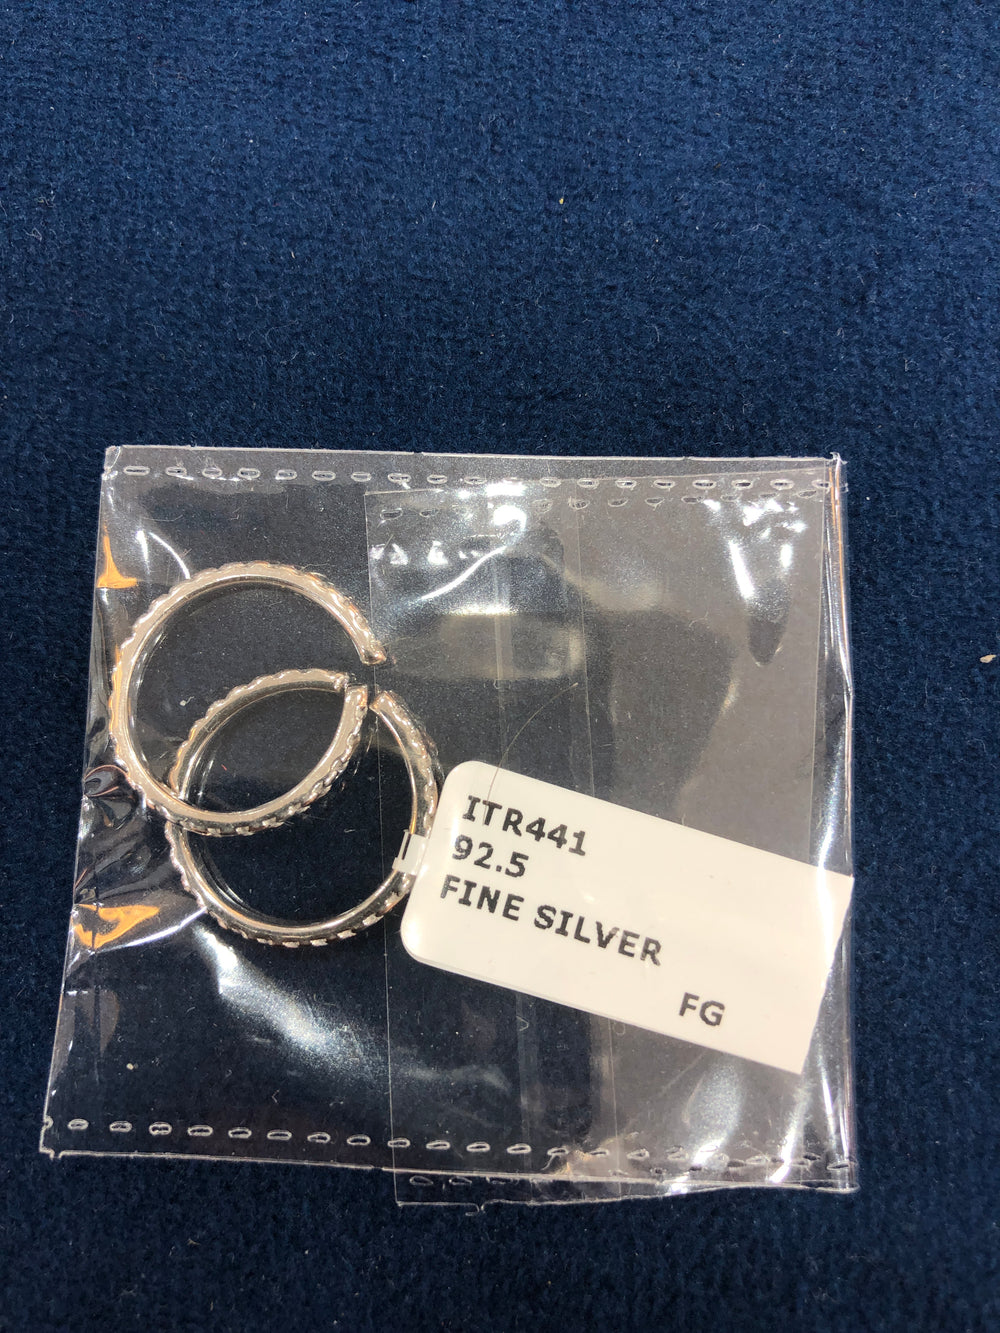 ITR441
92.5
FINE SILVER
FG